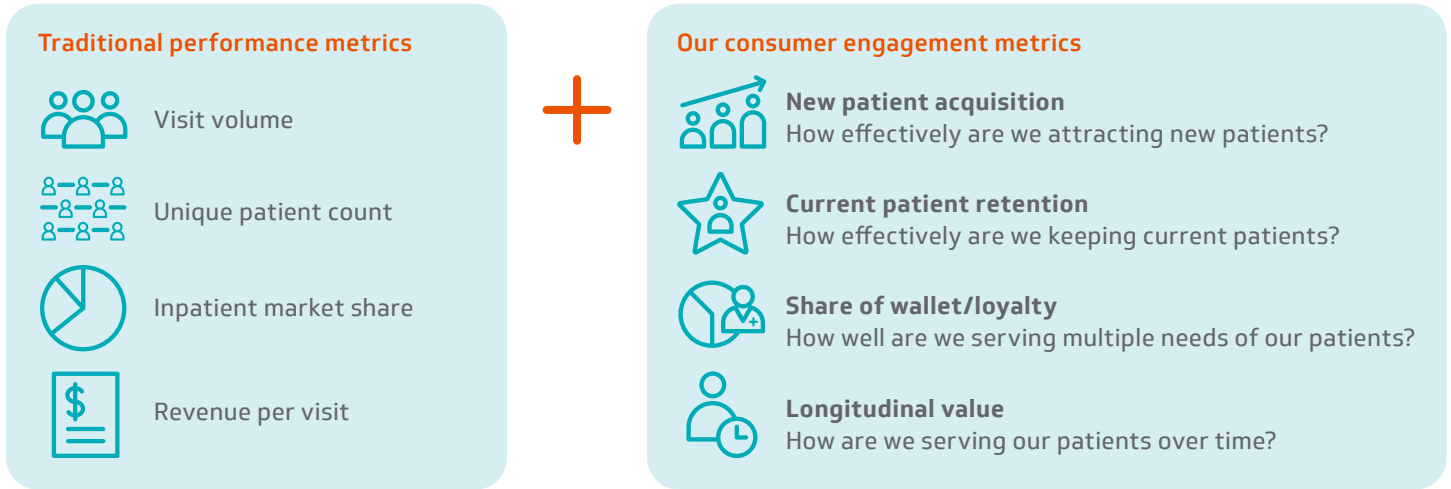 Traditional performance metrics
Visit volume
Unique patient count
Inpatient market share
$
Revenue per visit
Our consumer engagement metrics
New patient acquisition
How effectively are we attracting new patients?
Current patient retention
How effectively are we keeping current patients?
Share of wallet/loyalty
How well are we serving multiple needs of our patients?
Longitudinal value
How are we serving our patients over time?